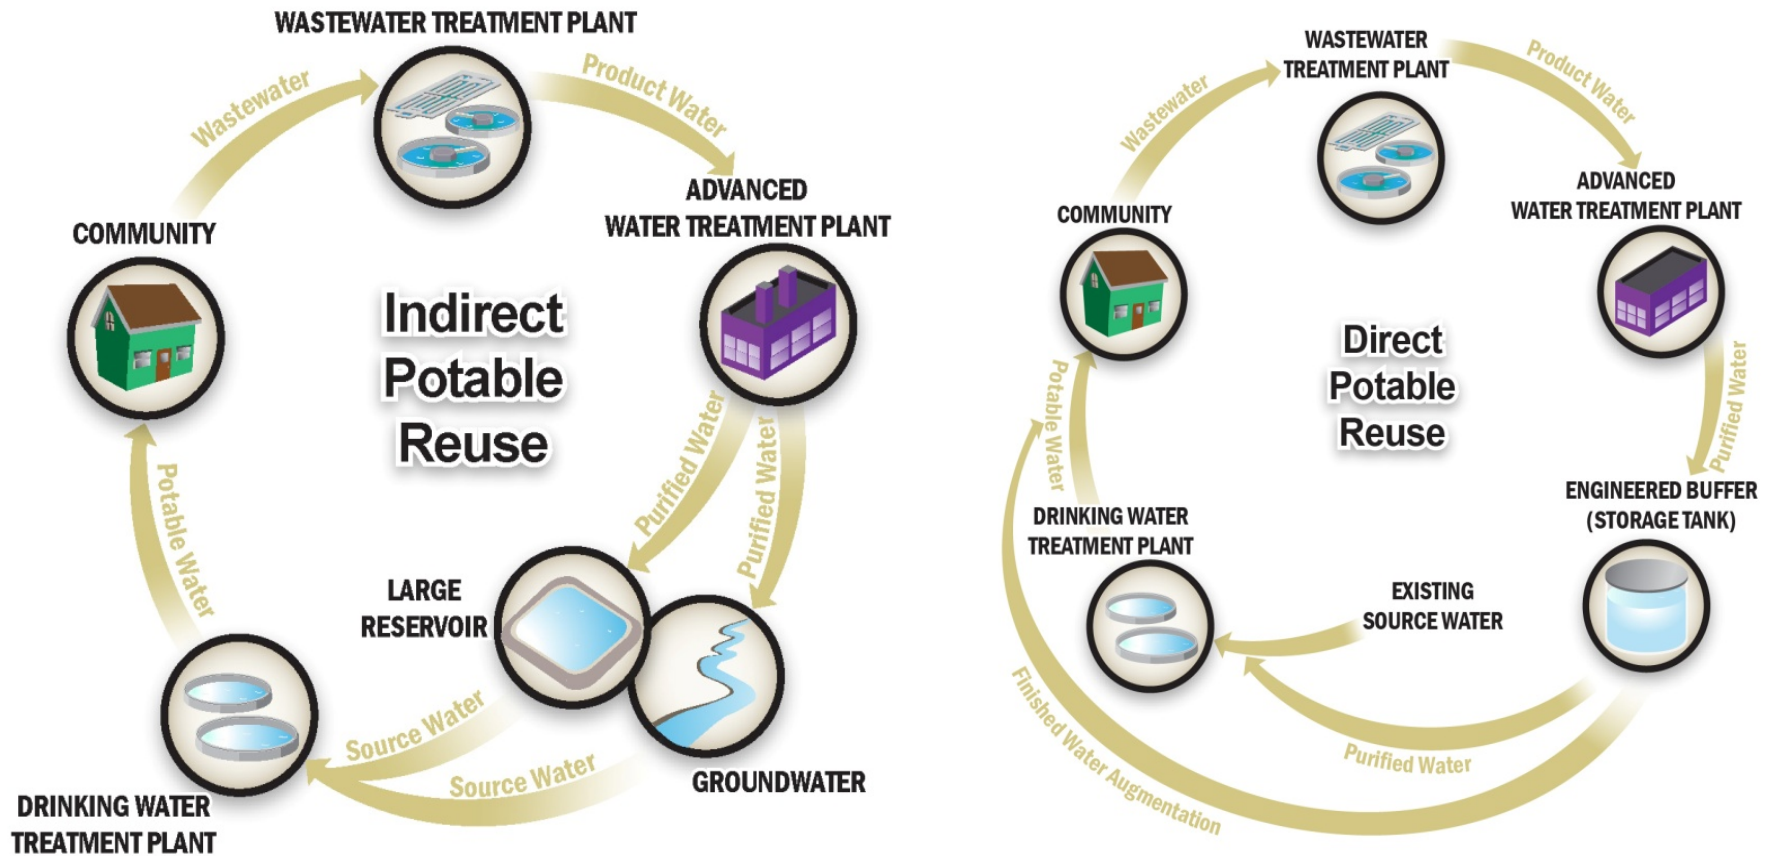 WASTEWATER TREATMENT PLANT
Wastewater
Product Water
ADVANCED
WATER TREATMENT PLANT
COMMUNITY
Indirect
Potable
Reuse
Purified Water
Purified Water
LARGE
RESERVOIR
Potable Water
Source Water
Source Water
GROUNDWATER
DRINKING WATER
TREATMENT PLANT
WASTEWATER
TREATMENT PLANT
Wastewater
Product Water
ADVANCED
WATER TREATMENT PLANT
COMMUNITY
Direct
Potable
Reuse
Potable Water
Purified Water
ENGINEERED BUFFER
(STORAGE TANK)
DRINKING WATER
TREATMENT PLANT
EXISTING
SOURCE WATER
Purified Water
Finished Water Augmentation